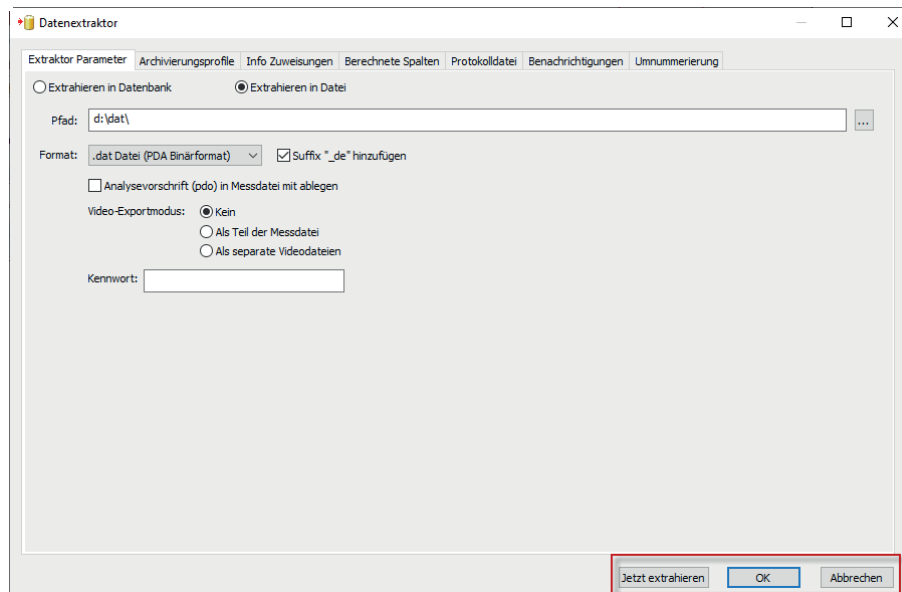 Datenextraktor
Extraktor Parameter Archivierungsprofile Info Zuweisungen Berechnete Spalten Protokolldatei Benachrichtigungen Umnummerierung
Extrahieren in Datenbank Extrahieren in Datei
Pfad: d:\dat\ ...
Format: .dat Datei (PDA Binärformat) Suffix "_de" hinzufügen
Analysevorschrift (pdo) in Messdatei mit ablegen
Video-Exportmodus: Kein
Als Teil der Messdatei
Als separate Videodateien
Kennwort:
Jetzt extrahieren OK Abbrechen